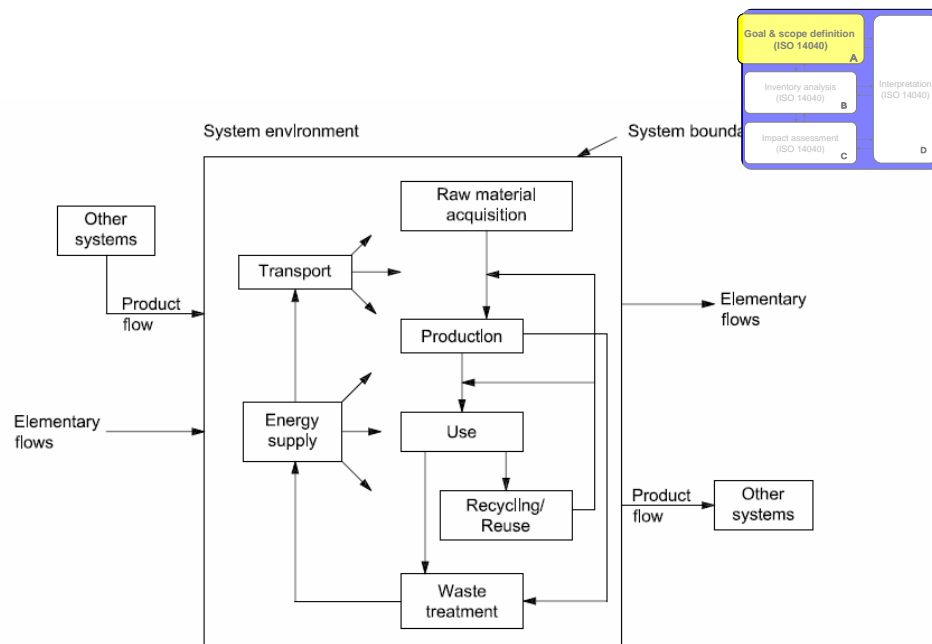 Goal & scope definition
(ISO 14040)
A
Inventory analysis
(ISO 14040)
B
Interpretation
(ISO 14040)
Impact assessment
(ISO 14040)
C
D
System environment
System bounda
Raw material
acquisition
Other
systems
Transport
Product
flow
Elementary
flows
Production
Elementary
flows
Energy
supply
Use
Recycling/
Reuse
Product
flow
Other
systems
Waste
treatment